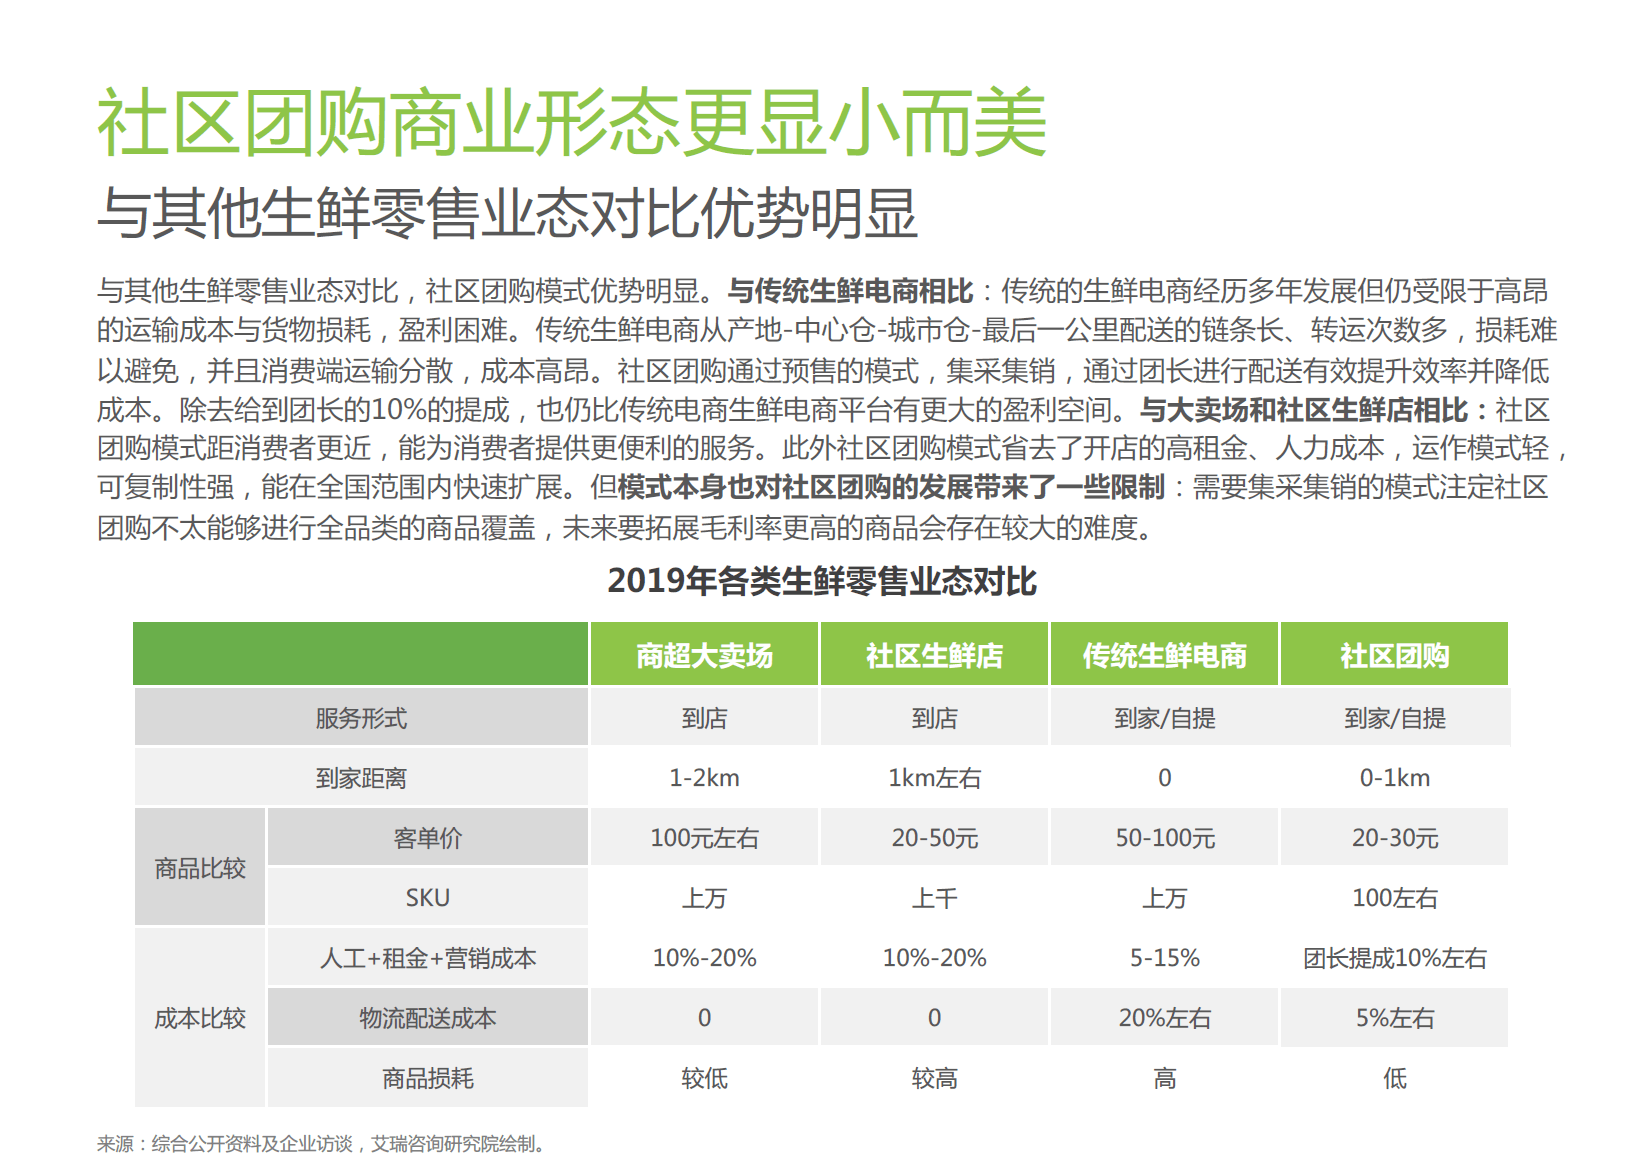 社区团购商业形态更显小而美
与其他生鲜零售业态对比优势明显
与其他生鲜零售业态对比，社区团购模式优势明显。与传统生鲜电商相比：传统的生鲜电商经历多年发展但仍受限于高昂
的运输成本与货物损耗，盈利困难。传统生鲜电商从产地-中心仓-城市仓-最后一公里配送的链条长、转运次数多，损耗难
以避免，并且消费端运输分散，成本高昂。社区团购通过预售的模式，集采集销，通过团长进行配送有效提升效率并降低
成本。除去给到团长的10%的提成，也仍比传统电商生鲜电商平台有更大的盈利空间。与大卖场和社区生鲜店相比：社区
团购模式距消费者更近，能为消费者提供更便利的服务。此外社区团购模式省去了开店的高租金、人力成本，运作模式轻，
可复制性强，能在全国范围内快速扩展。但模式本身也对社区团购的发展带来了一些限制：需要集采集销的模式注定社区
团购不太能够进行全品类的商品覆盖，未来要拓展毛利率更高的商品会存在较大的难度。
2019年各类生鲜零售业态对比
商超大卖场 社区生鲜店 传统生鲜电商 社区团购
服务形式 到店 到店 到家/自提 到家/自提
到家距离 1-2km 1km左右 0 0-1km
商品比较 客单价 100元左右 20-50元 50-100元 20-30元
SKU 上万 上千 上万 100左右
成本比较 人工+租金+营销成本 10%-20% 10%-20% 5-15% 团长提成10%左右
物流配送成本 0 0 20%左右 5%左右
商品损耗 较低 较高 高 低
来源：综合公开资料及企业访谈，艾瑞咨询研究院绘制。